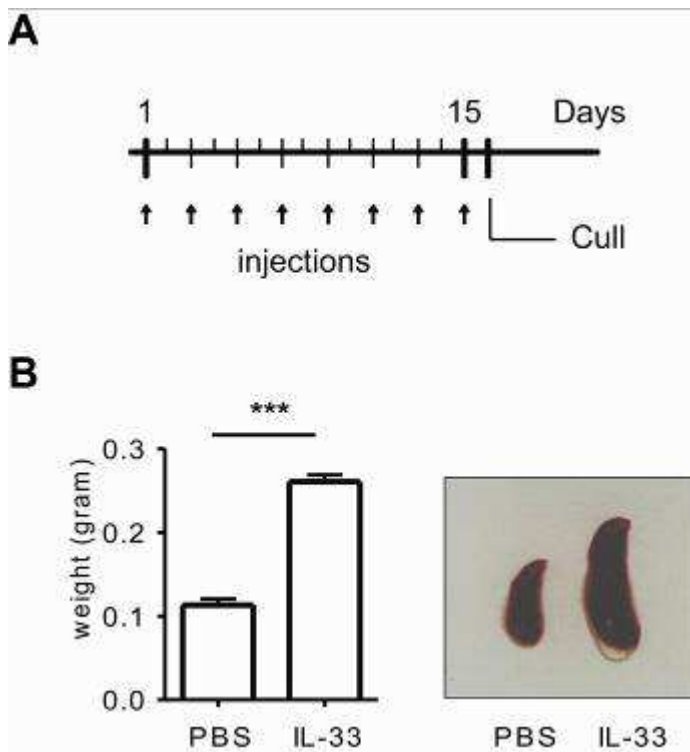 A
1 15 Days
injections
Cull
B
***
weight (gram)
0.3
0.2
0.1
0.0
PBS IL-33
PBS IL-33